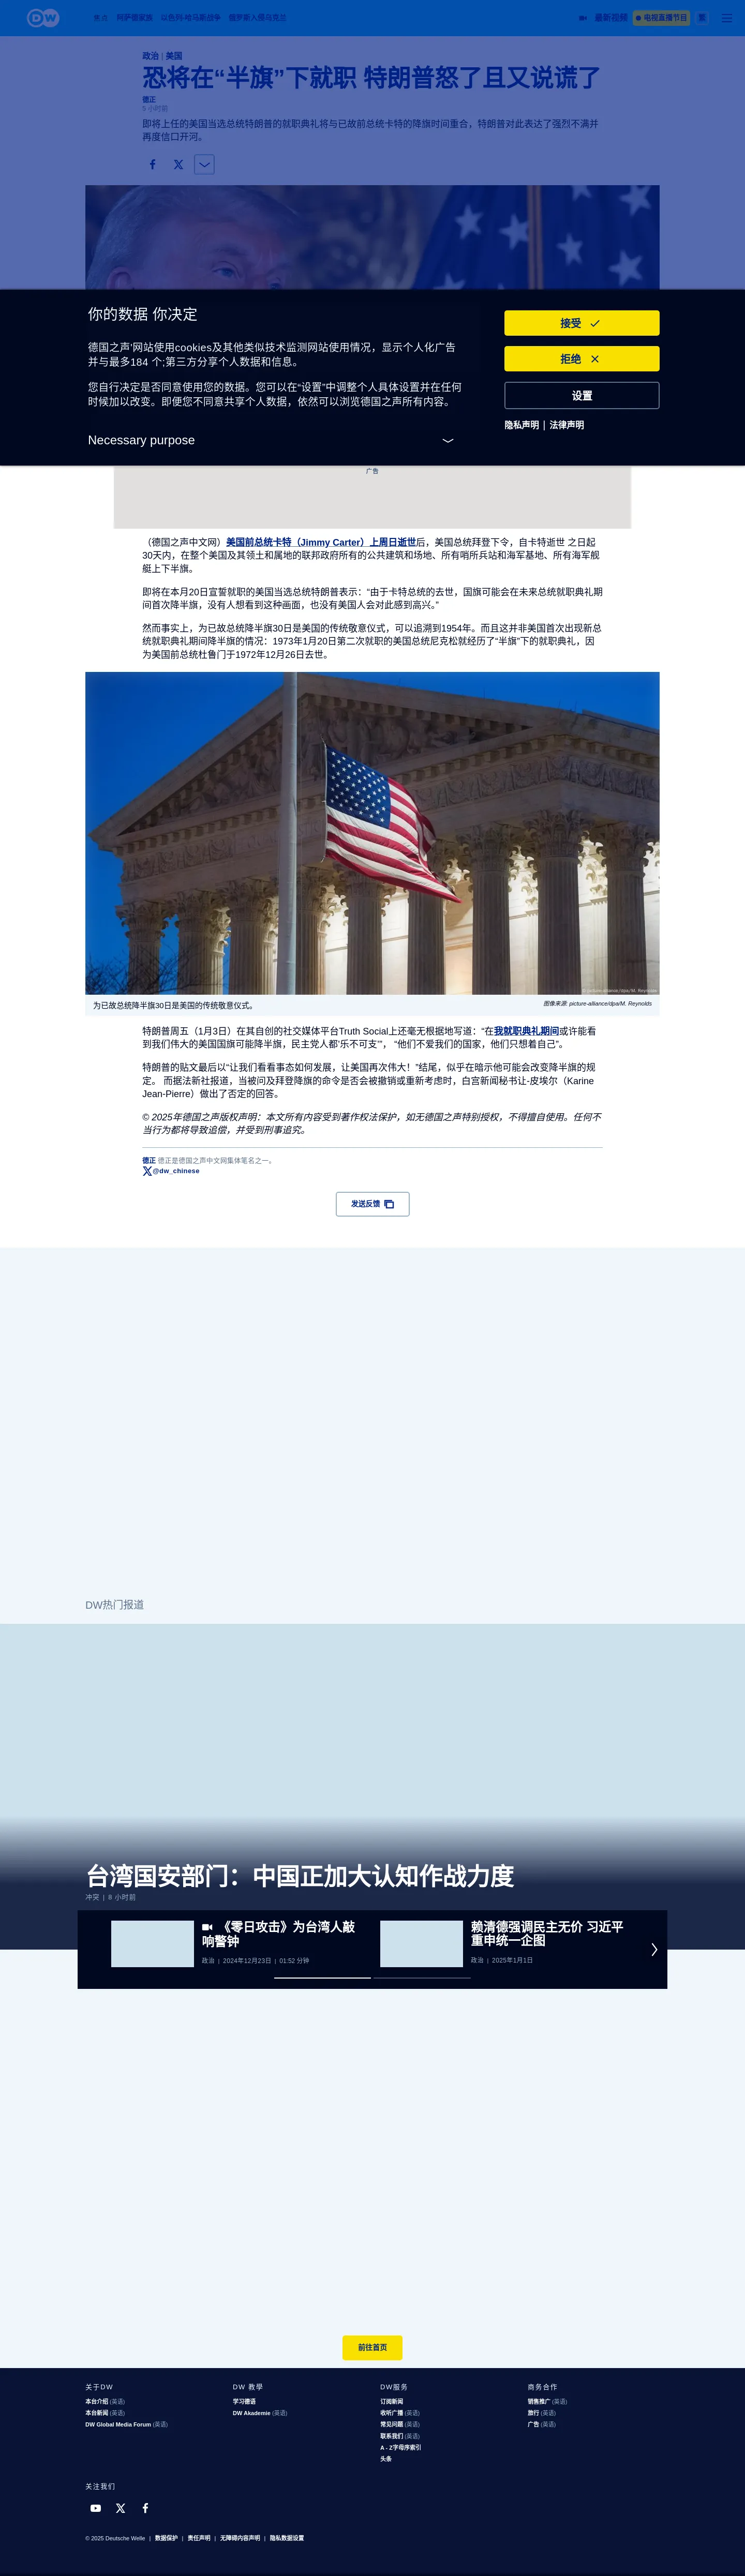 DW
焦点
阿萨德家族
以色列-哈马斯战争
俄罗斯入侵乌克兰
最新视频
电视直播节目
政治 | 美国
恐将在“半旗”下就职 特朗普怒了且又说谎了
德正
5 小时前
即将上任的美国当选总统特朗普的就职典礼将与已故前总统卡特的降旗时间重合，特朗普对此表达了强烈不满并
再度信口开河。
你的数据 你决定
德国之声'网站使用cookies及其他类似技术监测网站使用情况，显示个人化广告
并与最多184 个;第三方分享个人数据和信息。
您自行决定是否同意使用您的数据。您可以在“设置”中调整个人具体设置并在任何
时候加以改变。即便您不同意共享个人数据，依然可以浏览德国之声所有内容。
Necessary purpose
接受
拒绝
设置
隐私声明 | 法律声明
广告
（德国之声中文网）美国前总统卡特（Jimmy Carter）上周日逝世后，美国总统拜登下令，自卡特逝世 之日起
30天内，在整个美国及其领土和属地的联邦政府所有的公共建筑和场地、所有哨所兵站和海军基地、所有海军舰
艇上下半旗。
即将在本月20日宣誓就职的美国当选总统特朗普表示：“由于卡特总统的去世，国旗可能会在未来总统就职典礼期
间首次降半旗，没有人想看到这种画面，也没有美国人会对此感到高兴。”
然而事实上，为已故总统降半旗30日是美国的传统敬意仪式，可以追溯到1954年。而且这并非美国首次出现新总
统就职典礼期间降半旗的情况：1973年1月20日第二次就职的美国总统尼克松就经历了“半旗”下的就职典礼，因
为美国前总统杜鲁门于1972年12月26日去世。
为已故总统降半旗30日是美国的传统敬意仪式。
图像来源: picture-alliance/dpa/M. Reynolds
特朗普周五（1月3日）在其自创的社交媒体平台Truth Social上还毫无根据地写道：“在我就职典礼期间或许能看
到我们伟大的美国国旗可能降半旗，民主党人都‘乐不可支’”， “他们不爱我们的国家，他们只想着自己”。
特朗普的贴文最后以“让我们看看事态如何发展，让美国再次伟大！”结尾，似乎在暗示他可能会改变降半旗的规
定。 而据法新社报道，当被问及拜登降旗的命令是否会被撤销或重新考虑时，白宫新闻秘书让-皮埃尔（Karine
Jean-Pierre）做出了否定的回答。
© 2025年德国之声版权声明：本文所有内容受到著作权法保护，如无德国之声特别授权，不得擅自使用。任何不
当行为都将导致追偿，并受到刑事追究。
德正 德正是德国之声中文网集体笔名之一。
@dw_chinese
发送反馈
DW热门报道
台湾国安部门：中国正加大认知作战力度
冲突 | 8 小时前
《零日攻击》为台湾人敲
响警钟
政治 | 2024年12月23日 | 01:52 分钟
赖清德强调民主无价 习近平
重申统一企图
政治 | 2025年1月1日
前往首页
关于DW
本台介绍 (英语)
本台新闻 (英语)
DW Global Media Forum (英语)
DW 教學
学习德语
DW Akademie (英语)
DW服务
订阅新闻
收听广播 (英语)
常见问题 (英语)
联系我们 (英语)
A - Z字母序索引
头条
商务合作
销售推广 (英语)
旅行 (英语)
广告 (英语)
关注我们
© 2025 Deutsche Welle | 数据保护 | 责任声明 | 无障碍内容声明 | 隐私数据设置